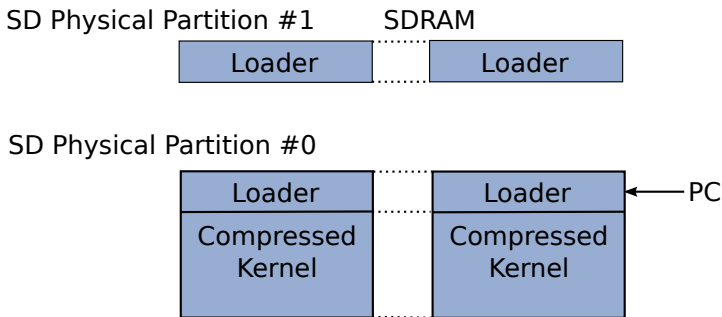 SD Physical Partition #1 SDRAM
Loader Loader
SD Physical Partition #0
Loader Loader PC
Compressed Compressed
Kernel Kernel